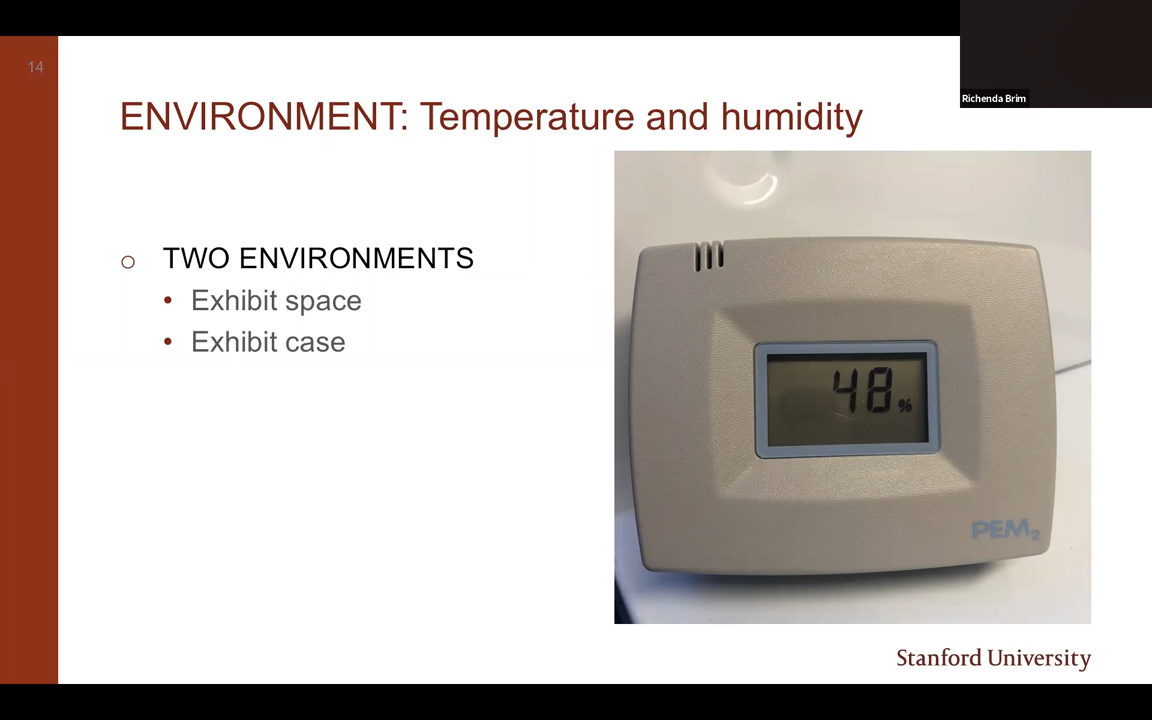 14
Richenda Brim
ENVIRONMENT: Temperature and humidity
TWO ENVIRONMENTS
Exhibit space
Exhibit case
48 %
PEM2
Stanford University